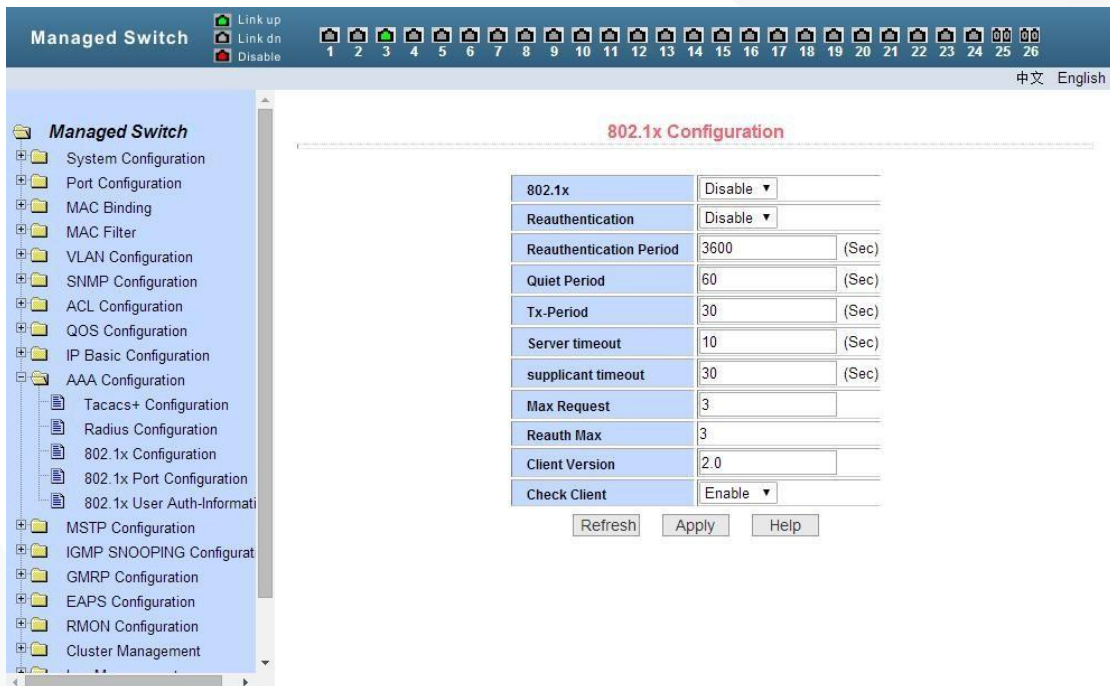 Managed Switch
Link up
Link dn
Disable
1 2 3 4 5 6 7 8 9 10 11 12 13 14 15 16 17 18 19 20 21 22 23 24 25 26
中文 English
Managed Switch
System Configuration
Port Configuration
MAC Binding
MAC Filter
VLAN Configuration
SNMP Configuration
ACL Configuration
QOS Configuration
IP Basic Configuration
AAA Configuration
Tacacs+ Configuration
Radius Configuration
802.1x Configuration
802.1x Port Configuration
802.1x User Auth-Informati
MSTP Configuration
IGMP SNOOPING Configurat
GMRP Configuration
EAPS Configuration
RMON Configuration
Cluster Management
802.1x Configuration
802.1x Disable
Reauthentication Disable
Reauthentication Period 3600 (Sec)
Quiet Period 60 (Sec)
Tx-Period 30 (Sec)
Server timeout 10 (Sec)
supplicant timeout 30 (Sec)
Max Request 3
Reauth Max 3
Client Version 2.0
Check Client Enable
Refresh Apply Help